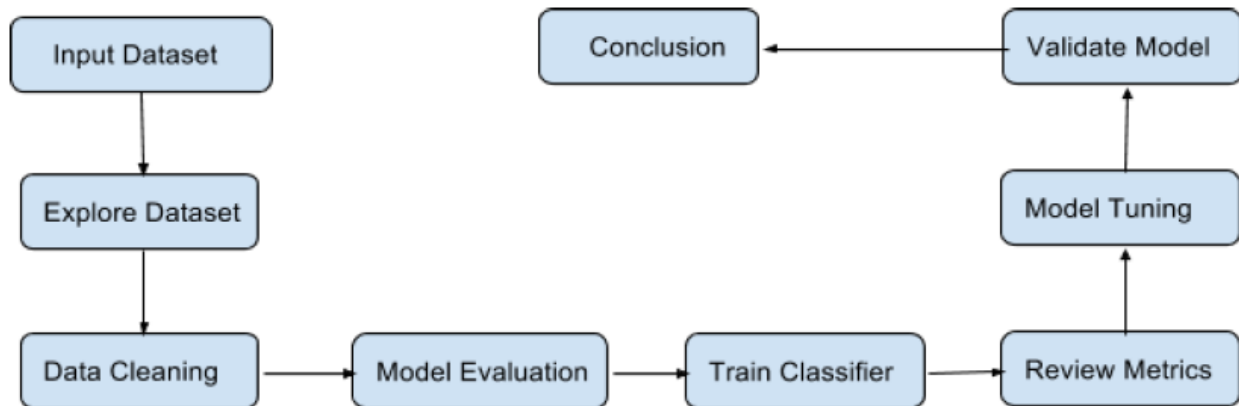 Input Dataset
Explore Dataset
Data Cleaning
Model Evaluation
Train Classifier
Review Metrics
Model Tuning
Validate Model
Conclusion